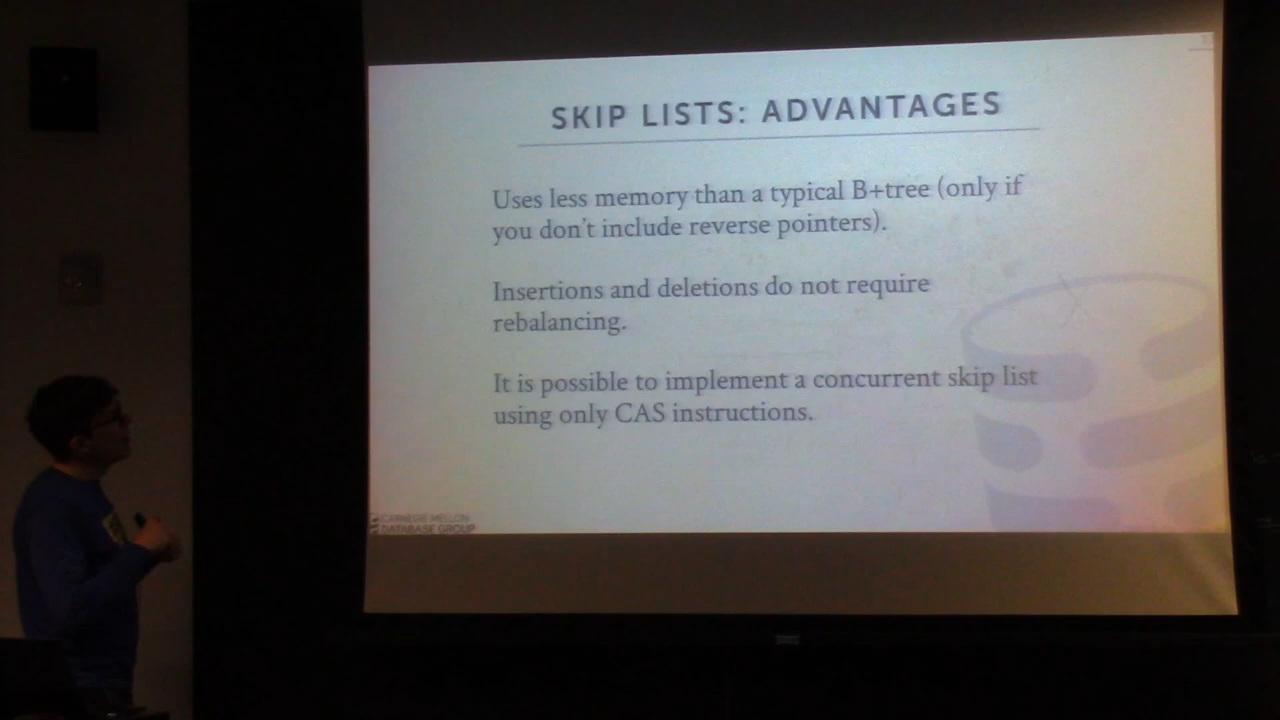 SKIP LISTS: ADVANTAGES
Uses less memory than a typical B+tree (only if
you don't include reverse pointers).
Insertions and deletions do not require
rebalancing.
It is possible to implement a concurrent skip list
using only CAS instructions.
CARNEGIE MELLON
DATABASE GROUP